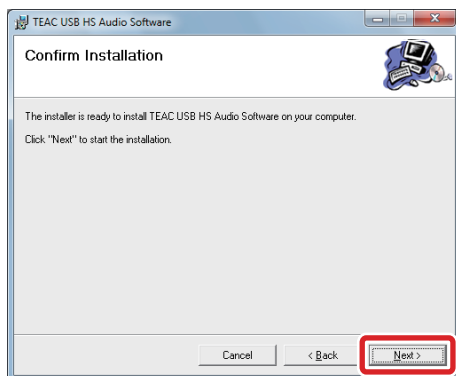 TEAC USB HS Audio Software
Confirm Installation
The installer is ready to install TEAC USB HS Audio Software on your computer.
Click "Next" to start the installation.
Cancel
< Back
Next >